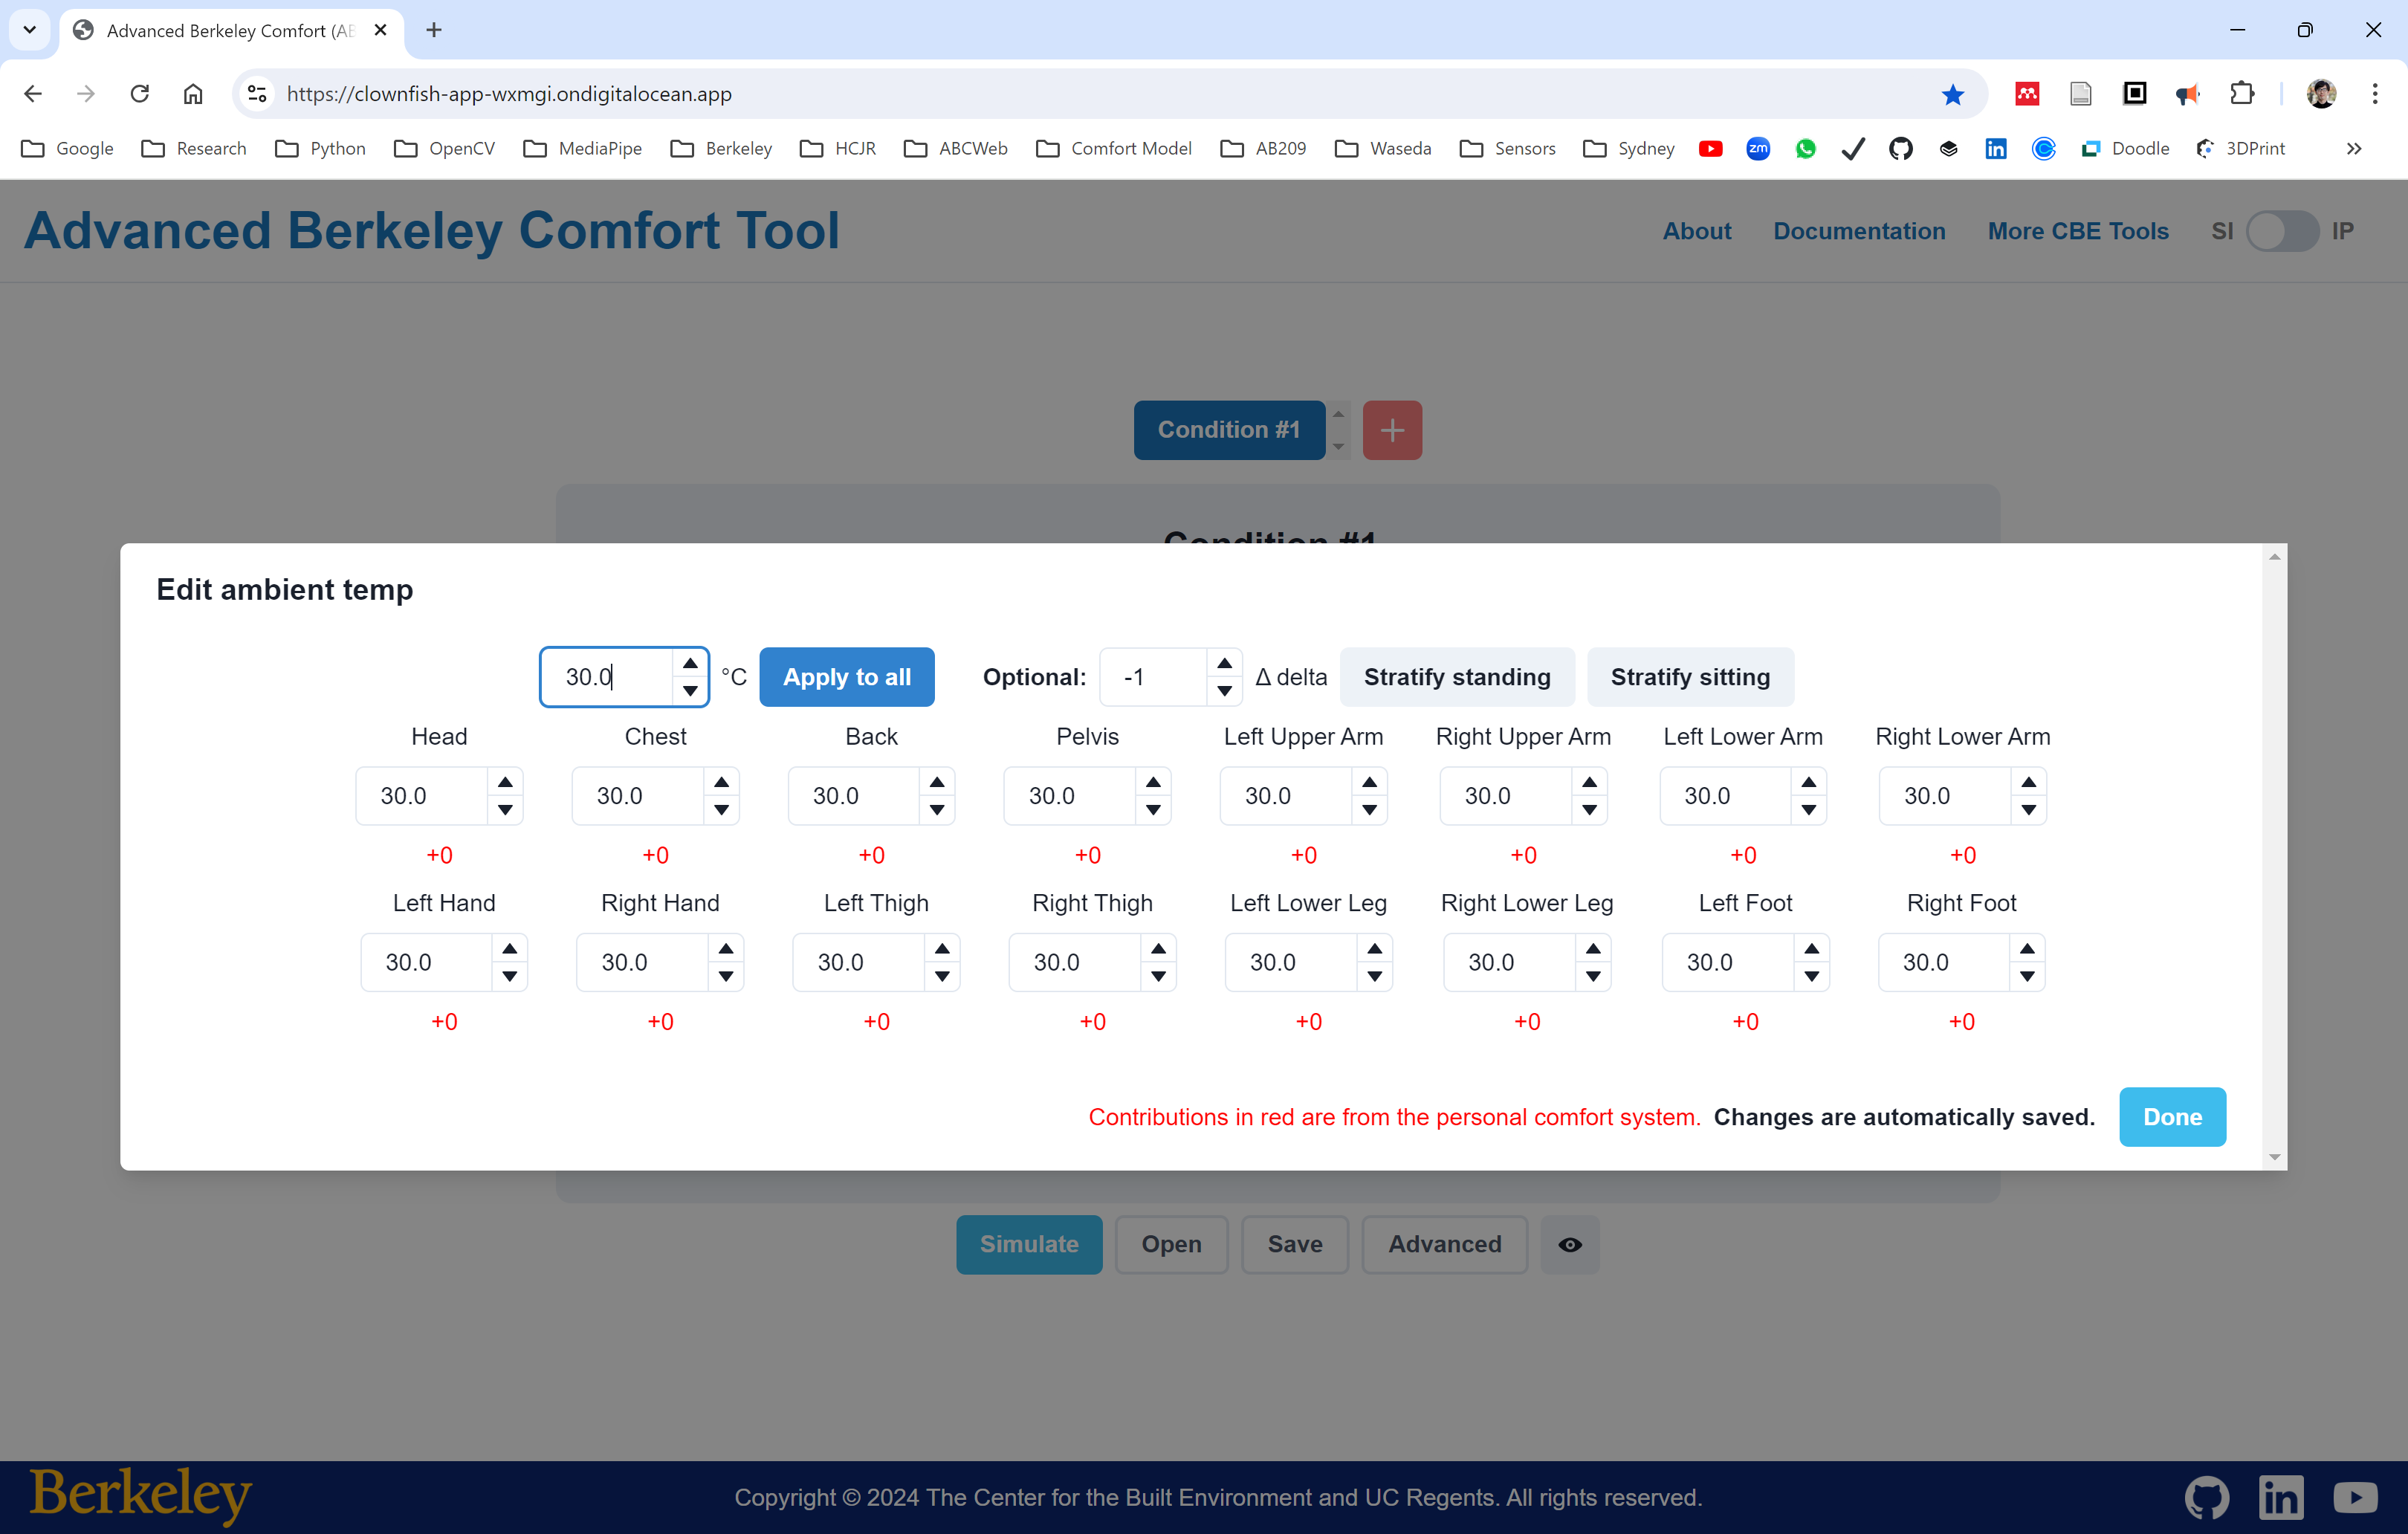 Advanced Berkeley Comfort (AB
https://clownfish-app-wxmgi.ondigitalocean.app
Google Research Python OpenCV MediaPipe Berkeley HCJR ABCWeb Comfort Model AB209 Waseda Sensors Sydney zm in Doodle 3DPrint
Advanced Berkeley Comfort Tool About Documentation More CBE Tools SI IP
Condition #1 +
Condition #1
Edit ambient temp
30.0 °C Apply to all Optional: -1 Δ delta Stratify standing Stratify sitting
Head Chest Back Pelvis Left Upper Arm Right Upper Arm Left Lower Arm Right Lower Arm
30.0 30.0 30.0 30.0 30.0 30.0 30.0 30.0
+0 +0 +0 +0 +0 +0 +0 +0
Left Hand Right Hand Left Thigh Right Thigh Left Lower Leg Right Lower Leg Left Foot Right Foot
30.0 30.0 30.0 30.0 30.0 30.0 30.0 30.0
+0 +0 +0 +0 +0 +0 +0 +0
Contributions in red are from the personal comfort system. Changes are automatically saved. Done
Simulate Open Save Advanced
Berkeley Copyright © 2024 The Center for the Built Environment and UC Regents. All rights reserved. in